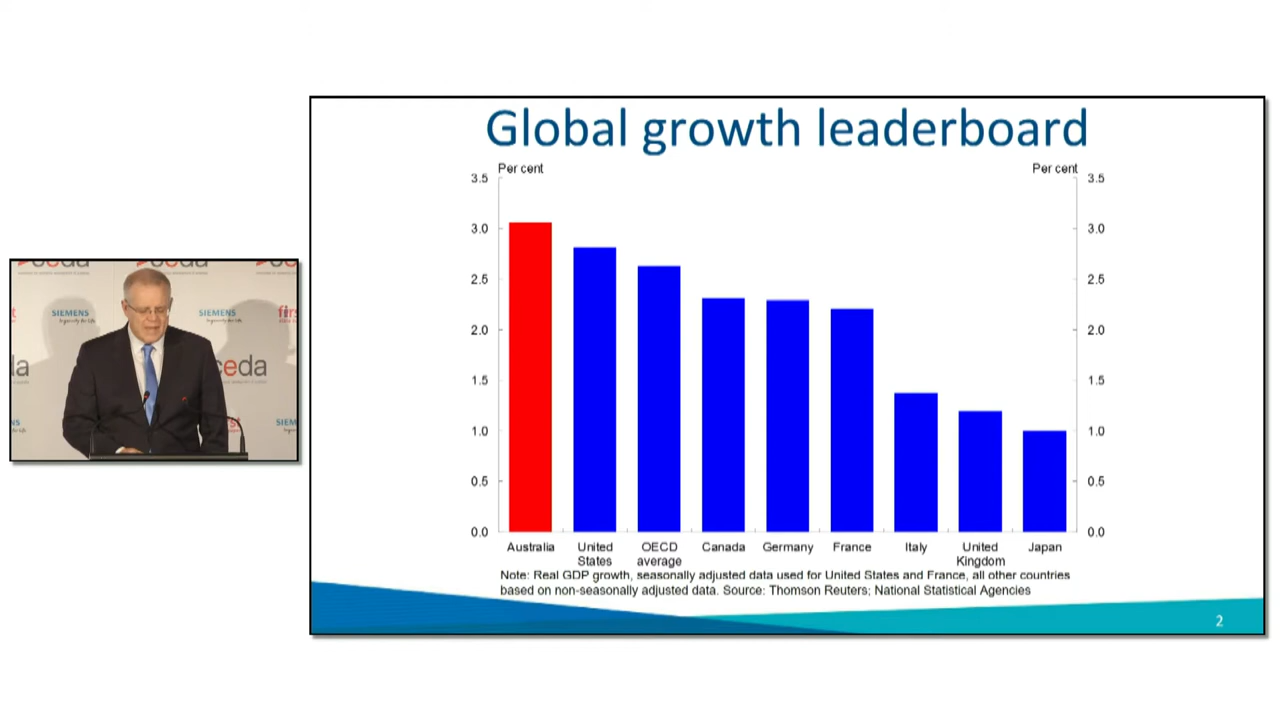 Global growth leaderboard
Per cent
Per cent
3.5
3.0
2.5
2.0
1.5
1.0
0.5
0.0
3.5
3.0
2.5
2.0
1.5
1.0
0.5
0.0
Australia
United
States
OECD
average
Canada
Germany
France
Italy
United
Kingdom
Japan
Note: Real GDP growth, seasonally adjusted data used for United States and France, all other countries
based on non-seasonally adjusted data. Source: Thomson Reuters; National Statistical Agencies
2
SIEMENS
SIEMENS
ceda